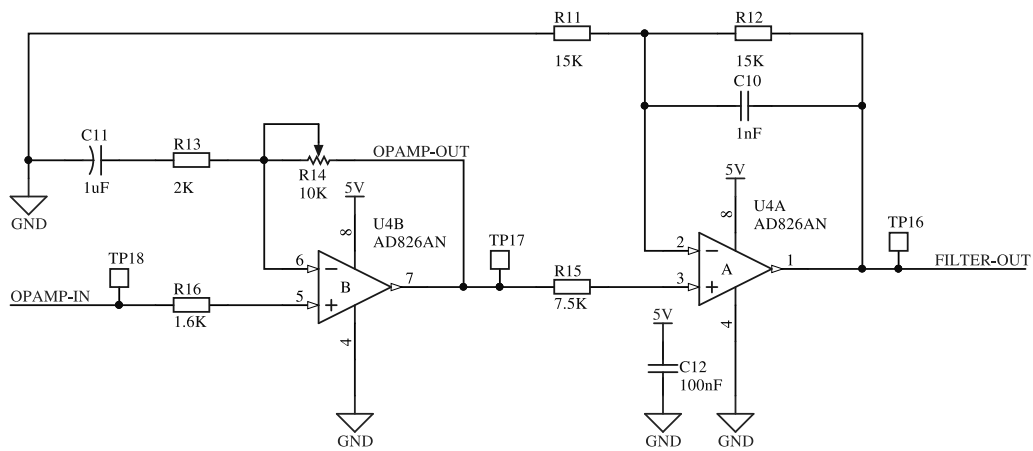 R11
15K
R12
15K
C10
1nF
C11
1uF
R13
2K
R14
10K
OPAMP-OUT
GND
5V
8
U4B
AD826AN
5V
8
U4A
AD826AN
TP18
TP17
TP16
OPAMP-IN
R16
1.6K
6
5
B
7
4
R15
7.5K
2
3
A
1
4
FILTER-OUT
5V
C12
100nF
GND
GND
GND